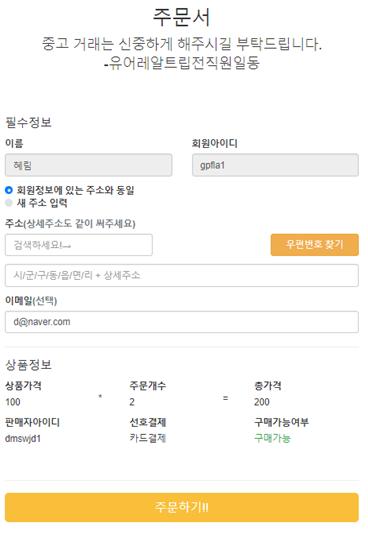 주문서
중고 거래는 신중하게 해주시길 부탁드립니다.
-유어레알트립전직원일동
필수정보
이름 회원아이디
혜림 gpfla1
회원정보에 있는 주소와 동일
새 주소 입력
주소(상세주소도 같이 써주세요)
검색하세요!→ 우편번호 찾기
시/군/구/동/읍/면/리 + 상세주소
이메일(선택)
d@naver.com
상품정보
상품가격 주문개수 총가격
100 * 2 = 200
판매자아이디 선호결제 구매가능여부
dmswjd1 카드결제 구매가능
주문하기!!